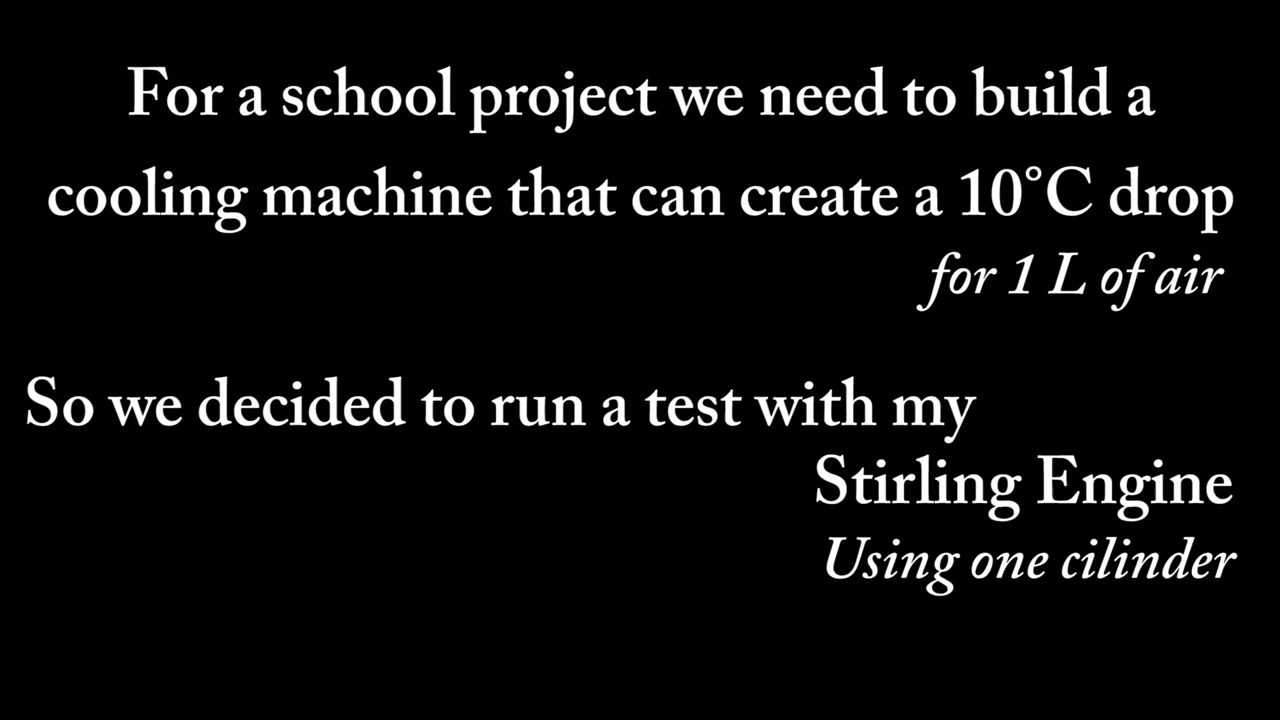 For a school project we need to build a
cooling machine that can create a 10°C drop
for 1 L of air
So we decided to run a test with my
Stirling Engine
Using one cilinder